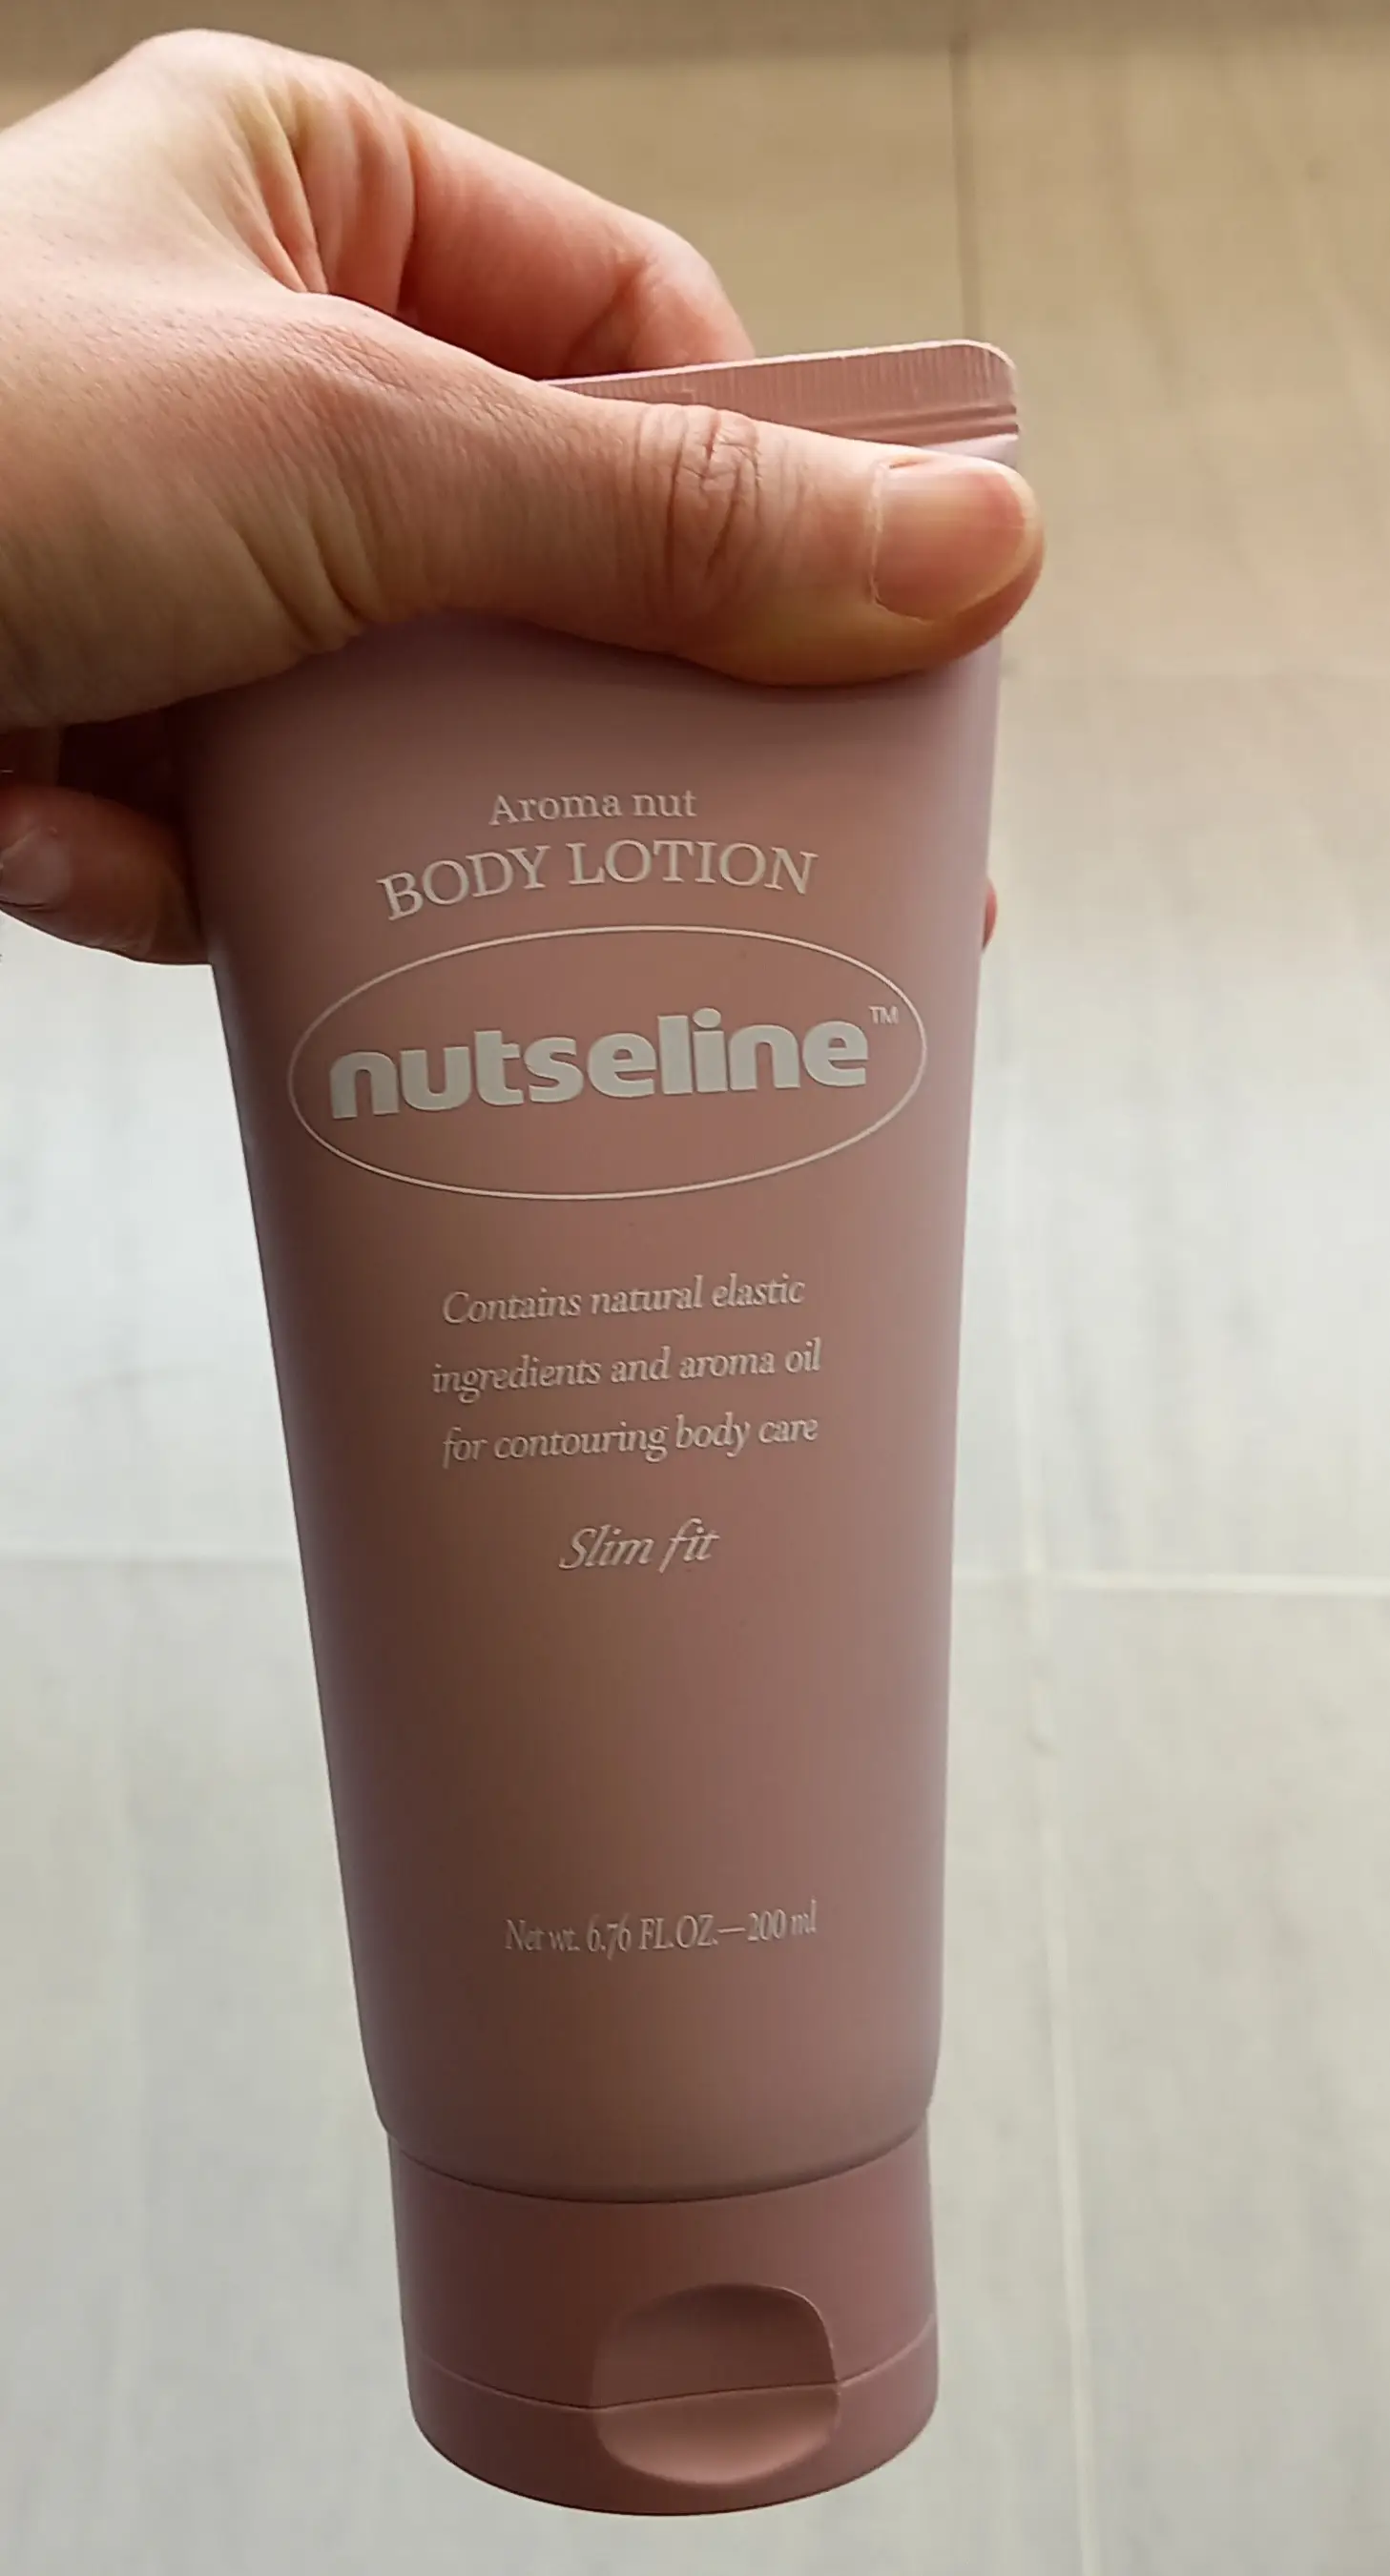 Aroma nut
BODY LOTION
nutseline™
Contains natural elastic
ingredients and aroma oil
for contouring body care
Slim fit
Net wt. 6.76 FL.OZ.—200 ml